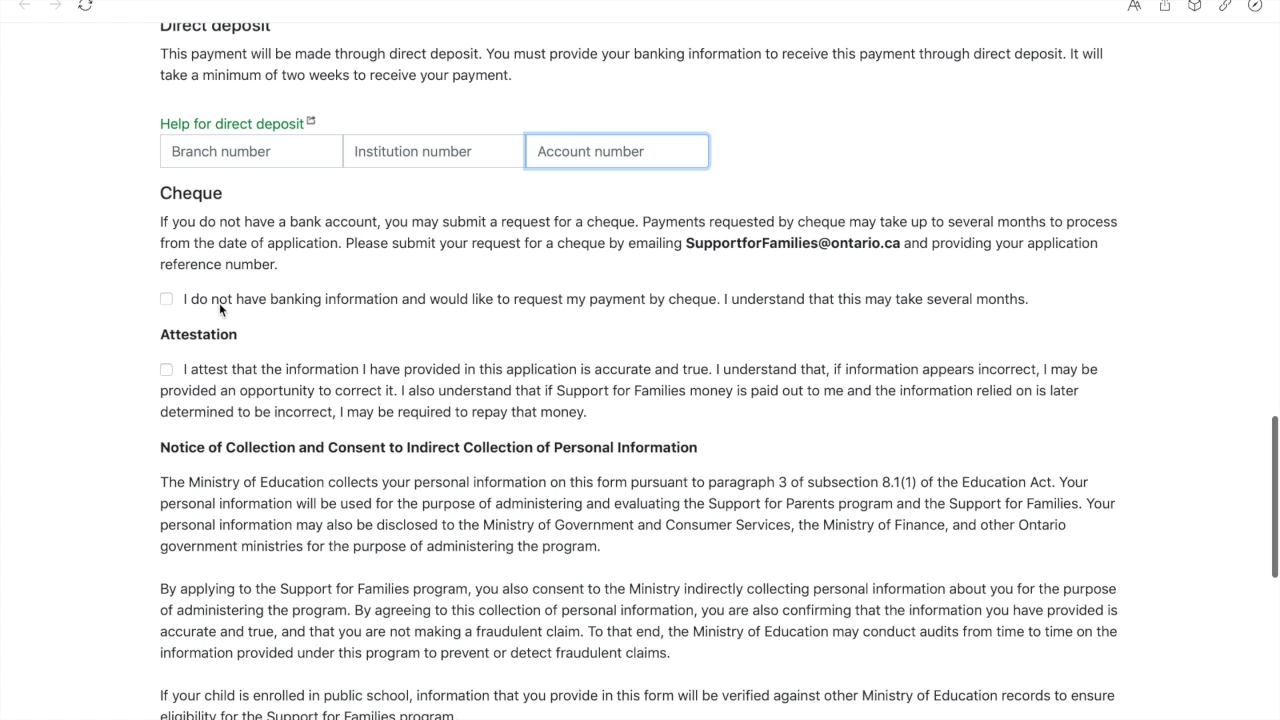 Direct deposit
This payment will be made through direct deposit. You must provide your banking information to receive this payment through direct deposit. It will
take a minimum of two weeks to receive your payment.
Help for direct deposit
Branch number Institution number Account number
Cheque
If you do not have a bank account, you may submit a request for a cheque. Payments requested by cheque may take up to several months to process
from the date of application. Please submit your request for a cheque by emailing SupportforFamilies@ontario.ca and providing your application
reference number.
I do not have banking information and would like to request my payment by cheque. I understand that this may take several months.
Attestation
I attest that the information I have provided in this application is accurate and true. I understand that, if information appears incorrect, I may be
provided an opportunity to correct it. I also understand that if Support for Families money is paid out to me and the information relied on is later
determined to be incorrect, I may be required to repay that money.
Notice of Collection and Consent to Indirect Collection of Personal Information
The Ministry of Education collects your personal information on this form pursuant to paragraph 3 of subsection 8.1(1) of the Education Act. Your
personal information will be used for the purpose of administering and evaluating the Support for Parents program and the Support for Families. Your
personal information may also be disclosed to the Ministry of Government and Consumer Services, the Ministry of Finance, and other Ontario
government ministries for the purpose of administering the program.
By applying to the Support for Families program, you also consent to the Ministry indirectly collecting personal information about you for the purpose
of administering the program. By agreeing to this collection of personal information, you are also confirming that the information you have provided is
accurate and true, and that you are not making a fraudulent claim. To that end, the Ministry of Education may conduct audits from time to time on the
information provided under this program to prevent or detect fraudulent claims.
If your child is enrolled in public school, information that you provide in this form will be verified against other Ministry of Education records to ensure
eligibility for the Support for Families program.